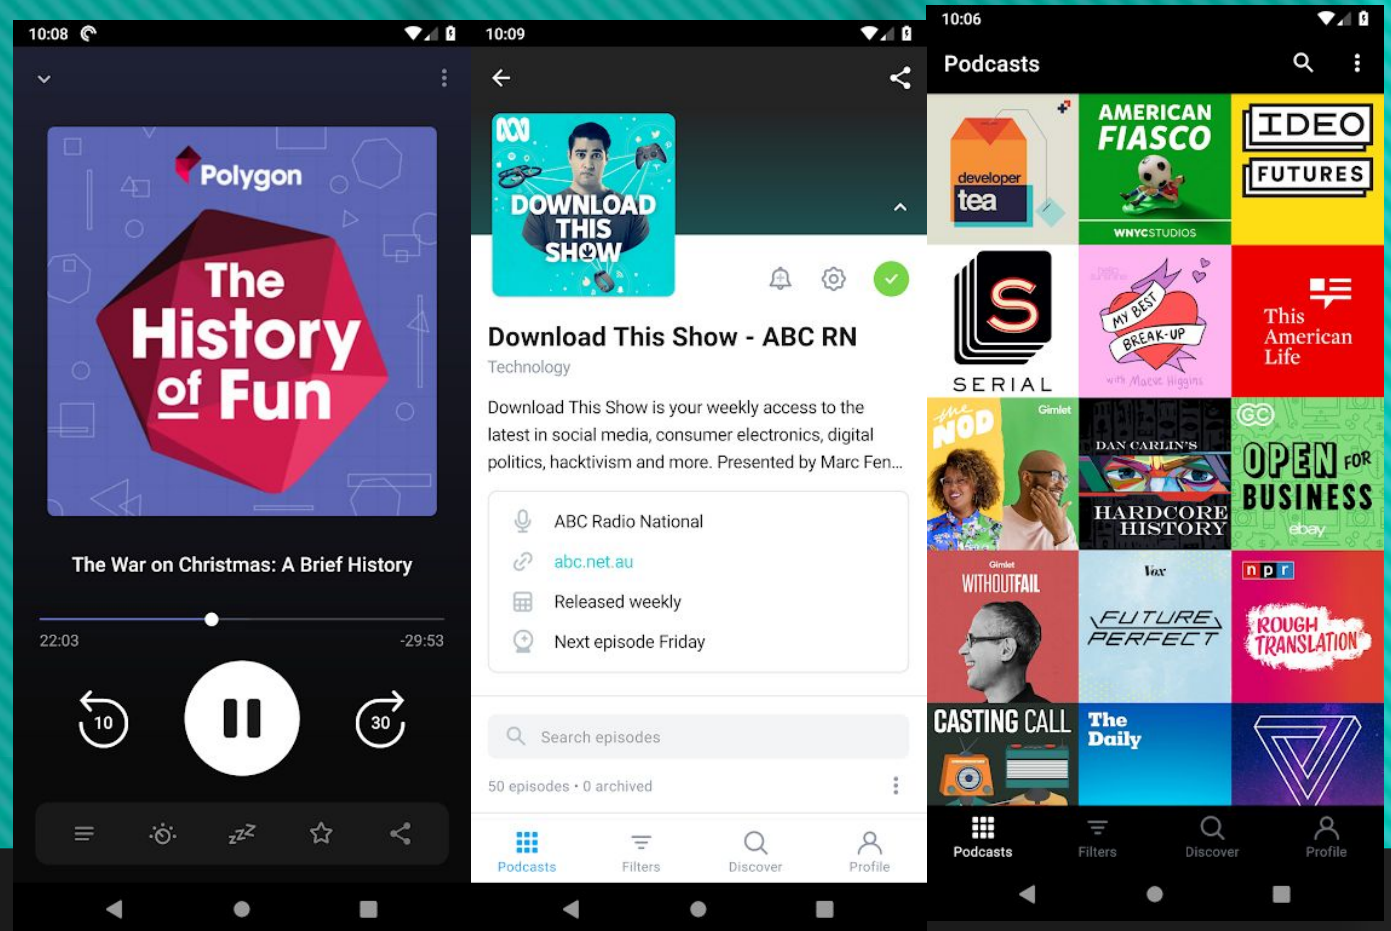 10:08
Polygon
The
History
of Fun
The War on Christmas: A Brief History
22:03
-29:53
10
30
zzz
10:09
DOWNLOAD
THIS
SHOW
Download This Show - ABC RN
Technology
Download This Show is your weekly access to the
latest in social media, consumer electronics, digital
politics, hacktivism and more. Presented by Marc Fen...
ABC Radio National
abc.net.au
Released weekly
Next episode Friday
Search episodes
50 episodes • 0 archived
Podcasts
Filters
Discover
Profile
10:06
Podcasts
developer
tea
AMERICAN
FIASCO
WNYCSTUDIOS
IDEO
FUTURES
S
SERIAL
MY BEST
BREAK-UP
with Maeve Higgins
This
American
Life
the
NOD
Gimlet
DAN CARLIN'S
HARDCORE
HISTORY
GC
OPEN FOR
BUSINESS
ebay
Gimlet
WITHOUTFAIL
Vox
FUTURE
PERFECT
npr
ROUGH
TRANSLATION
CASTING CALL
The
Daily
Podcasts
Filters
Discover
Profile